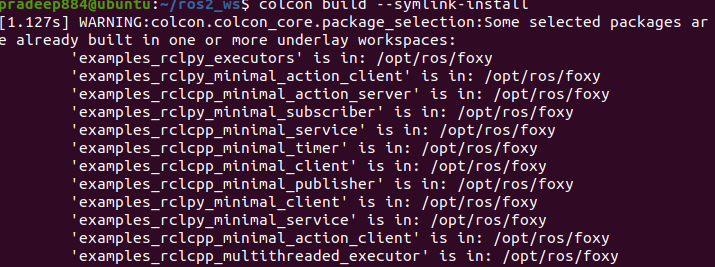 pradeep884@ubuntu:~/ros2_ws$ colcon build --symlink-install
[1.127s] WARNING:colcon.colcon_core.package_selection:Some selected packages ar
e already built in one or more underlay workspaces:
'examples_rclpy_executors' is in: /opt/ros/foxy
'examples_rclpy_minimal_action_client' is in: /opt/ros/foxy
'examples_rclcpp_minimal_action_server' is in: /opt/ros/foxy
'examples_rclpy_minimal_subscriber' is in: /opt/ros/foxy
'examples_rclcpp_minimal_service' is in: /opt/ros/foxy
'examples_rclcpp_minimal_timer' is in: /opt/ros/foxy
'examples_rclcpp_minimal_client' is in: /opt/ros/foxy
'examples_rclcpp_minimal_publisher' is in: /opt/ros/foxy
'examples_rclpy_minimal_client' is in: /opt/ros/foxy
'examples_rclpy_minimal_service' is in: /opt/ros/foxy
'examples_rclcpp_minimal_action_client' is in: /opt/ros/foxy
'examples_rclcpp_multithreaded_executor' is in: /opt/ros/foxy